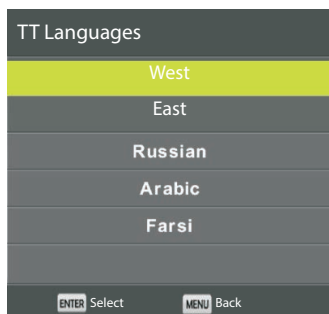 TT Languages
West
East
Russian
Arabic
Farsi
ENTER Select MENU Back